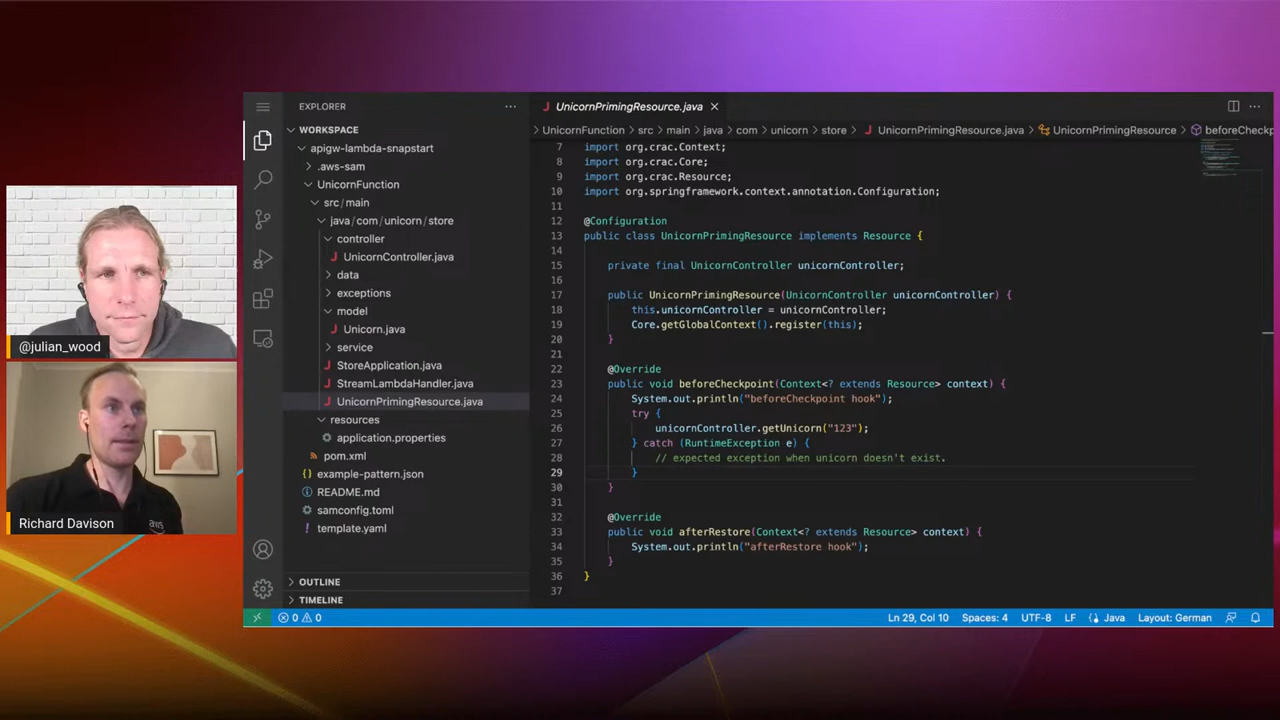 @julian_wood
Richard Davison
aws
EXPLORER
WORKSPACE
apigw-lambda-snapstart
.aws-sam
UnicornFunction
src/main
java/com/unicorn/store
controller
UnicornController.java
data
exceptions
model
Unicorn.java
service
StoreApplication.java
StreamLambdaHandler.java
UnicornPrimingResource.java
resources
application.properties
pom.xml
example-pattern.json
README.md
samconfig.toml
template.yaml
OUTLINE
TIMELINE
UnicornPrimingResource.java
UnicornFunction > src > main > java > com > unicorn > store > UnicornPrimingResource.java > UnicornPrimingResource > beforeCheckp
7 import org.crac.Context;
8 import org.crac.Core;
9 import org.crac.Resource;
10 import org.springframework.context.annotation.Configuration;
11
12 @Configuration
13 public class UnicornPrimingResource implements Resource {
14
15 private final UnicornController unicornController;
16
17 public UnicornPrimingResource(UnicornController unicornController) {
18 this.unicornController = unicornController;
19 Core.getGlobalContext().register(this);
20 }
21
22 @Override
23 public void beforeCheckpoint(Context<? extends Resource> context) {
24 System.out.println("beforeCheckpoint hook");
25 try {
26 unicornController.getUnicorn("123");
27 } catch (RuntimeException e) {
28 // expected exception when unicorn doesn't exist.
29 }
30 }
31
32 @Override
33 public void afterRestore(Context<? extends Resource> context) {
34 System.out.println("afterRestore hook");
35 }
36 }
37
0 0
Ln 29, Col 10 Spaces: 4 UTF-8 LF Java Layout: German